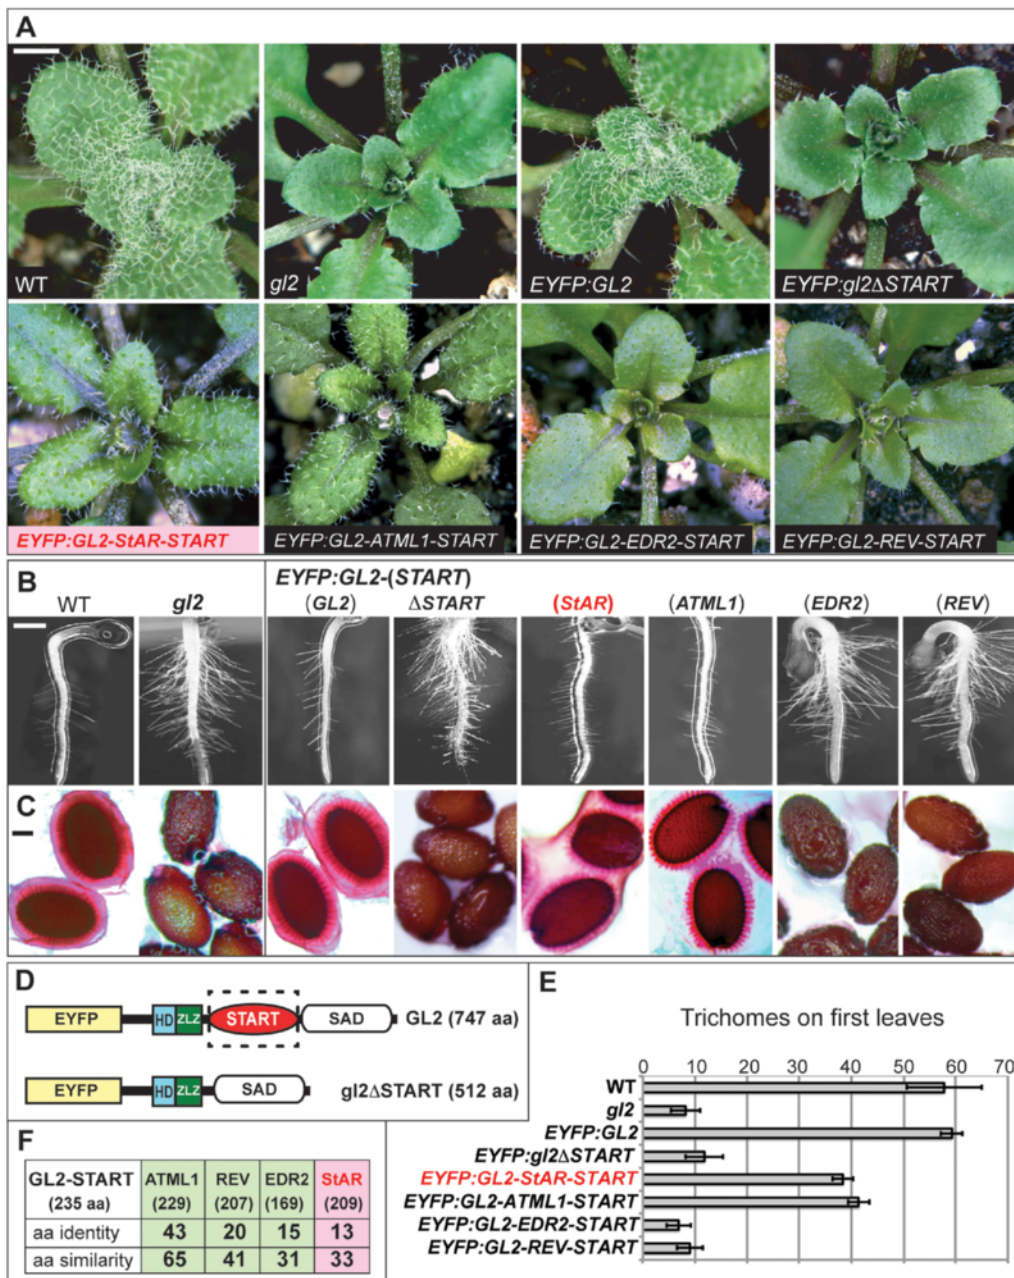 A
WT
gl2
EYFP:GL2
EYFP:gl2ΔSTART
EYFP:GL2-StAR-START
EYFP:GL2-ATML1-START
EYFP:GL2-EDR2-START
EYFP:GL2-REV-START
B
EYFP:GL2-(START)
WT
gl2
(GL2)
ΔSTART
(StAR)
(ATML1)
(EDR2)
(REV)
C
D
EYFP
HD
ZLZ
START
SAD
GL2 (747 aa)
EYFP
HD
ZLZ
SAD
gl2ΔSTART (512 aa)
E
Trichomes on first leaves
0 10 20 30 40 50 60 70
WT
gl2
EYFP:GL2
EYFP:gl2ΔSTART
EYFP:GL2-StAR-START
EYFP:GL2-ATML1-START
EYFP:GL2-EDR2-START
EYFP:GL2-REV-START
F
GL2-START ATML1 REV EDR2 StAR
(235 aa) (229) (207) (169) (209)
aa identity 43 20 15 13
aa similarity 65 41 31 33